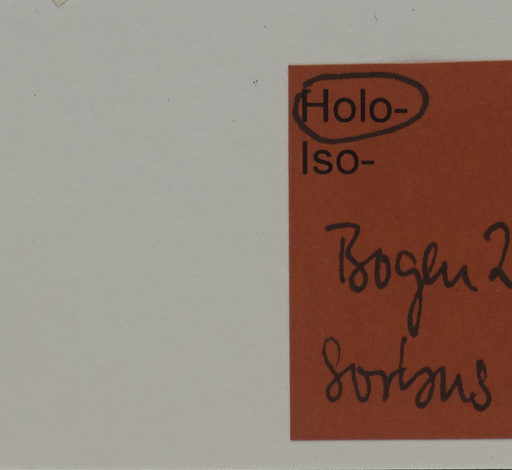 Holo-
Iso-
Bogen 2
Sorbus